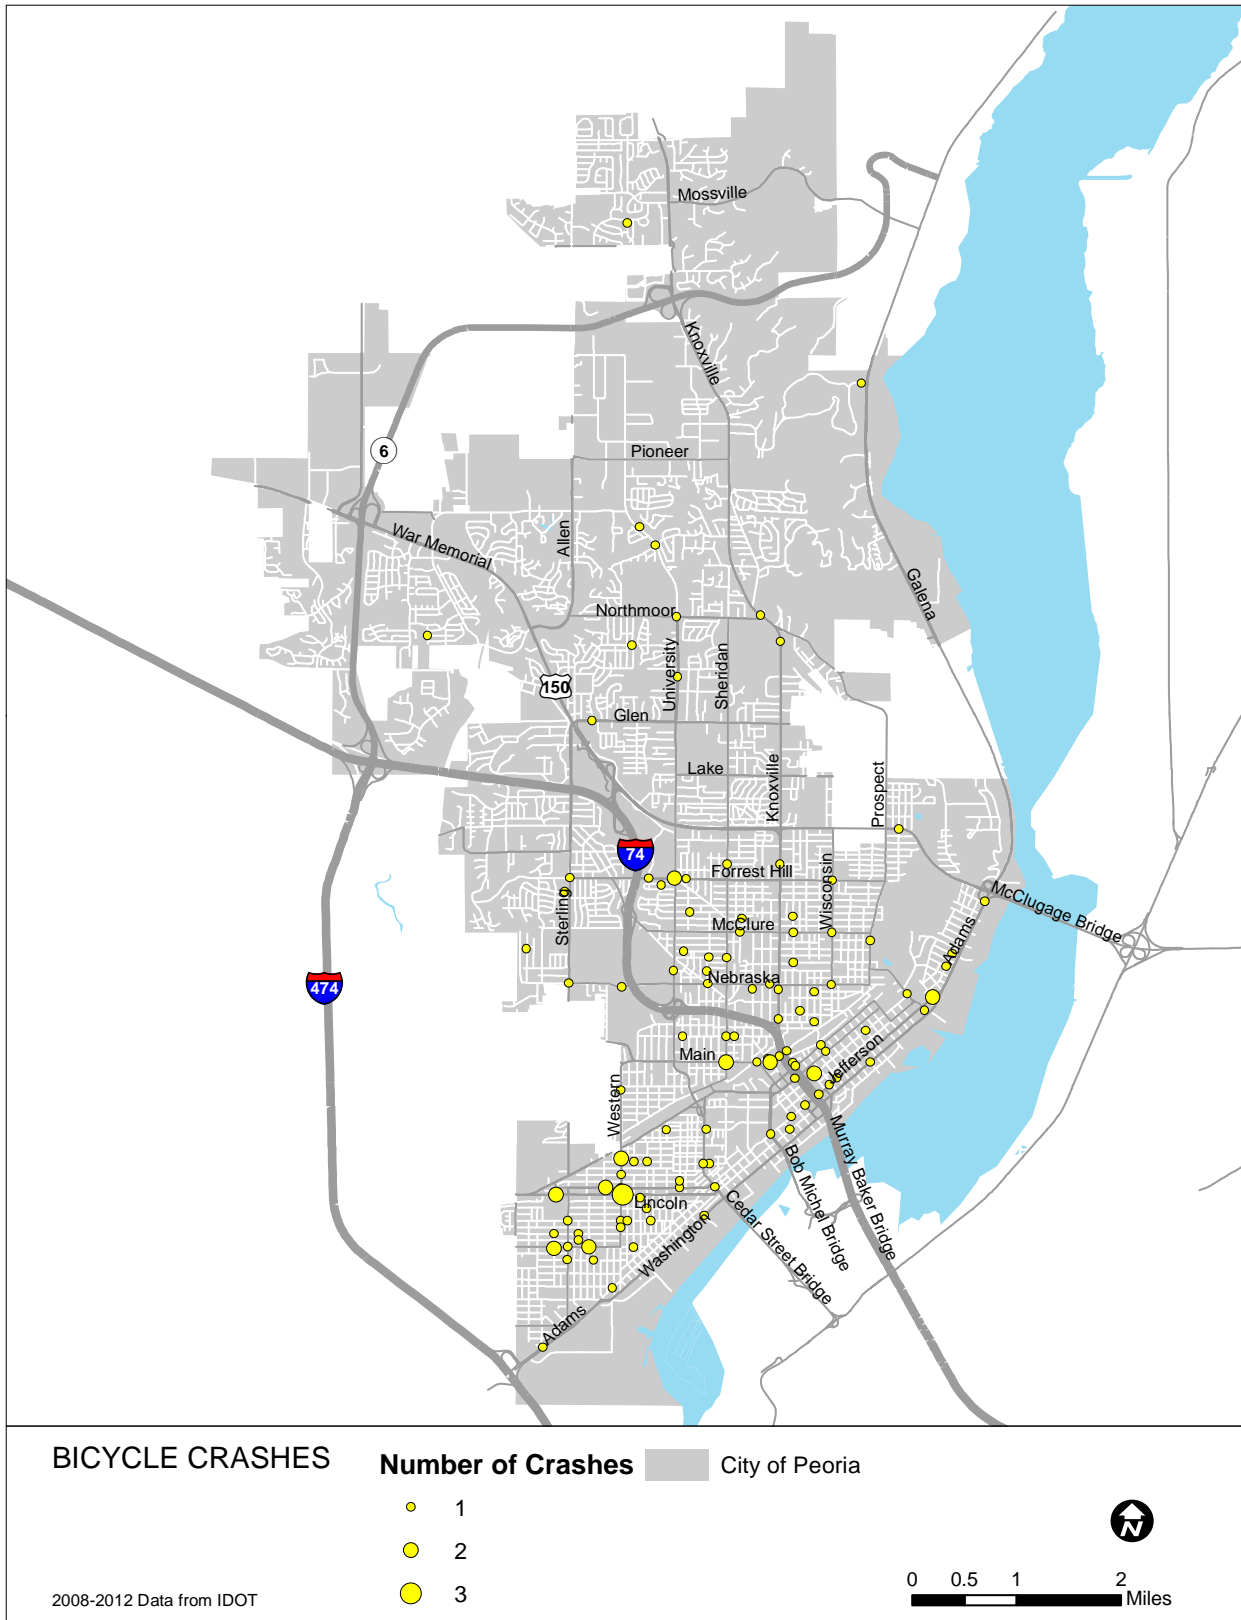 Mossville
Knoxville
6
Pioneer
War Memorial
Allen
Galena
Northmoor
University
Sheridan
150
Glen
Lake
Knoxville
Prospect
74
Forrest Hill
Wisconsin
McClugage Bridge
Sterling
McClure
Adams
Nebraska
474
Main
Jefferson
Western
Murray Baker Bridge
Bob Michel Bridge
Lincoln
Cedar Street Bridge
Washington
Adams
BICYCLE CRASHES
Number of Crashes
City of Peoria
1
2
3
N
2008-2012 Data from IDOT
0 0.5 1 2
Miles